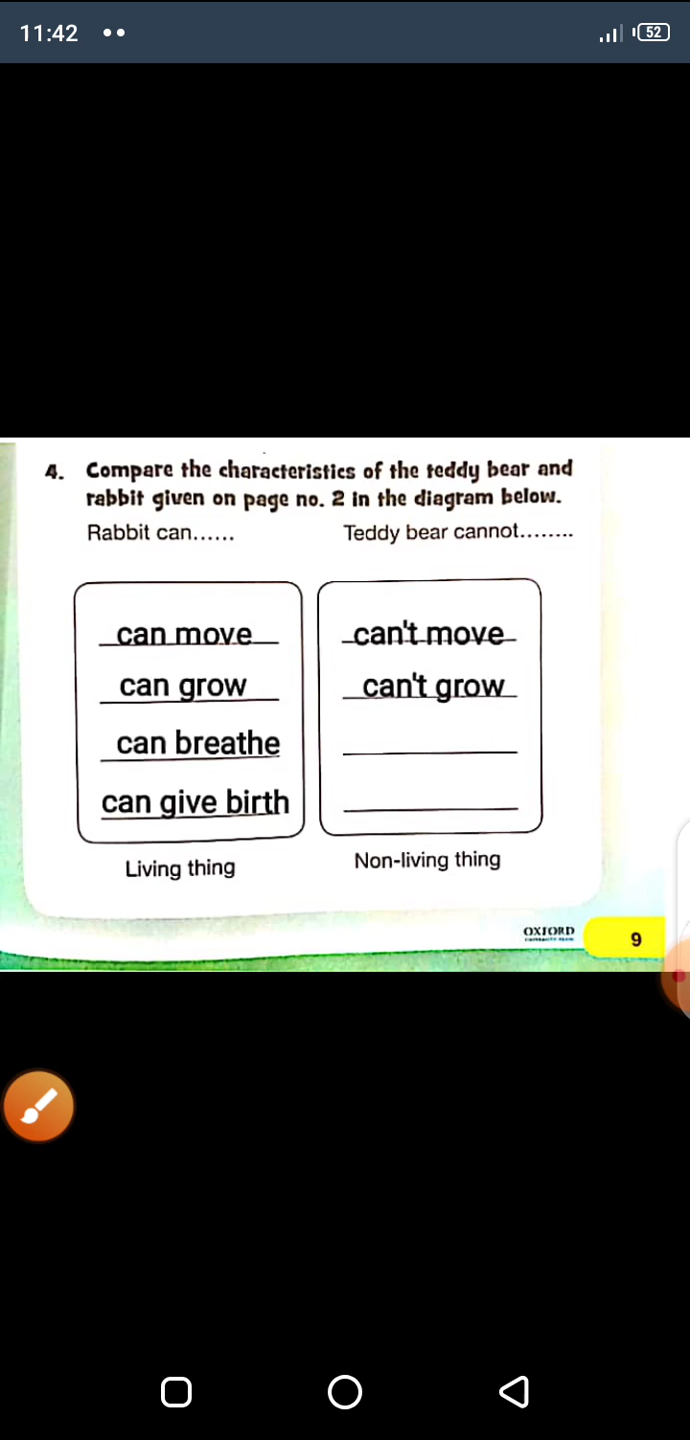 11:42
52
4. Compare the characteristics of the teddy bear and
rabbit given on page no. 2 in the diagram below.
Rabbit can......
Teddy bear cannot........
can move
can grow
can breathe
can give birth
can't move
can't grow
Living thing
Non-living thing
OXFORD
9